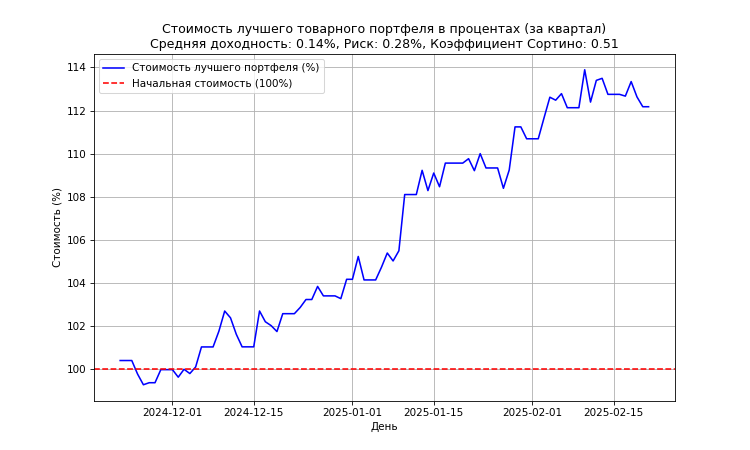 Стоимость лучшего товарного портфеля в процентах (за квартал)
Средняя доходность: 0.14%, Риск: 0.28%, Коэффициент Сортино: 0.51
Стоимость лучшего портфеля (%)
Начальная стоимость (100%)
Стоимость (%)
114
112
110
108
106
104
102
100
2024-12-01
2024-12-15
2025-01-01
2025-01-15
2025-02-01
2025-02-15
День